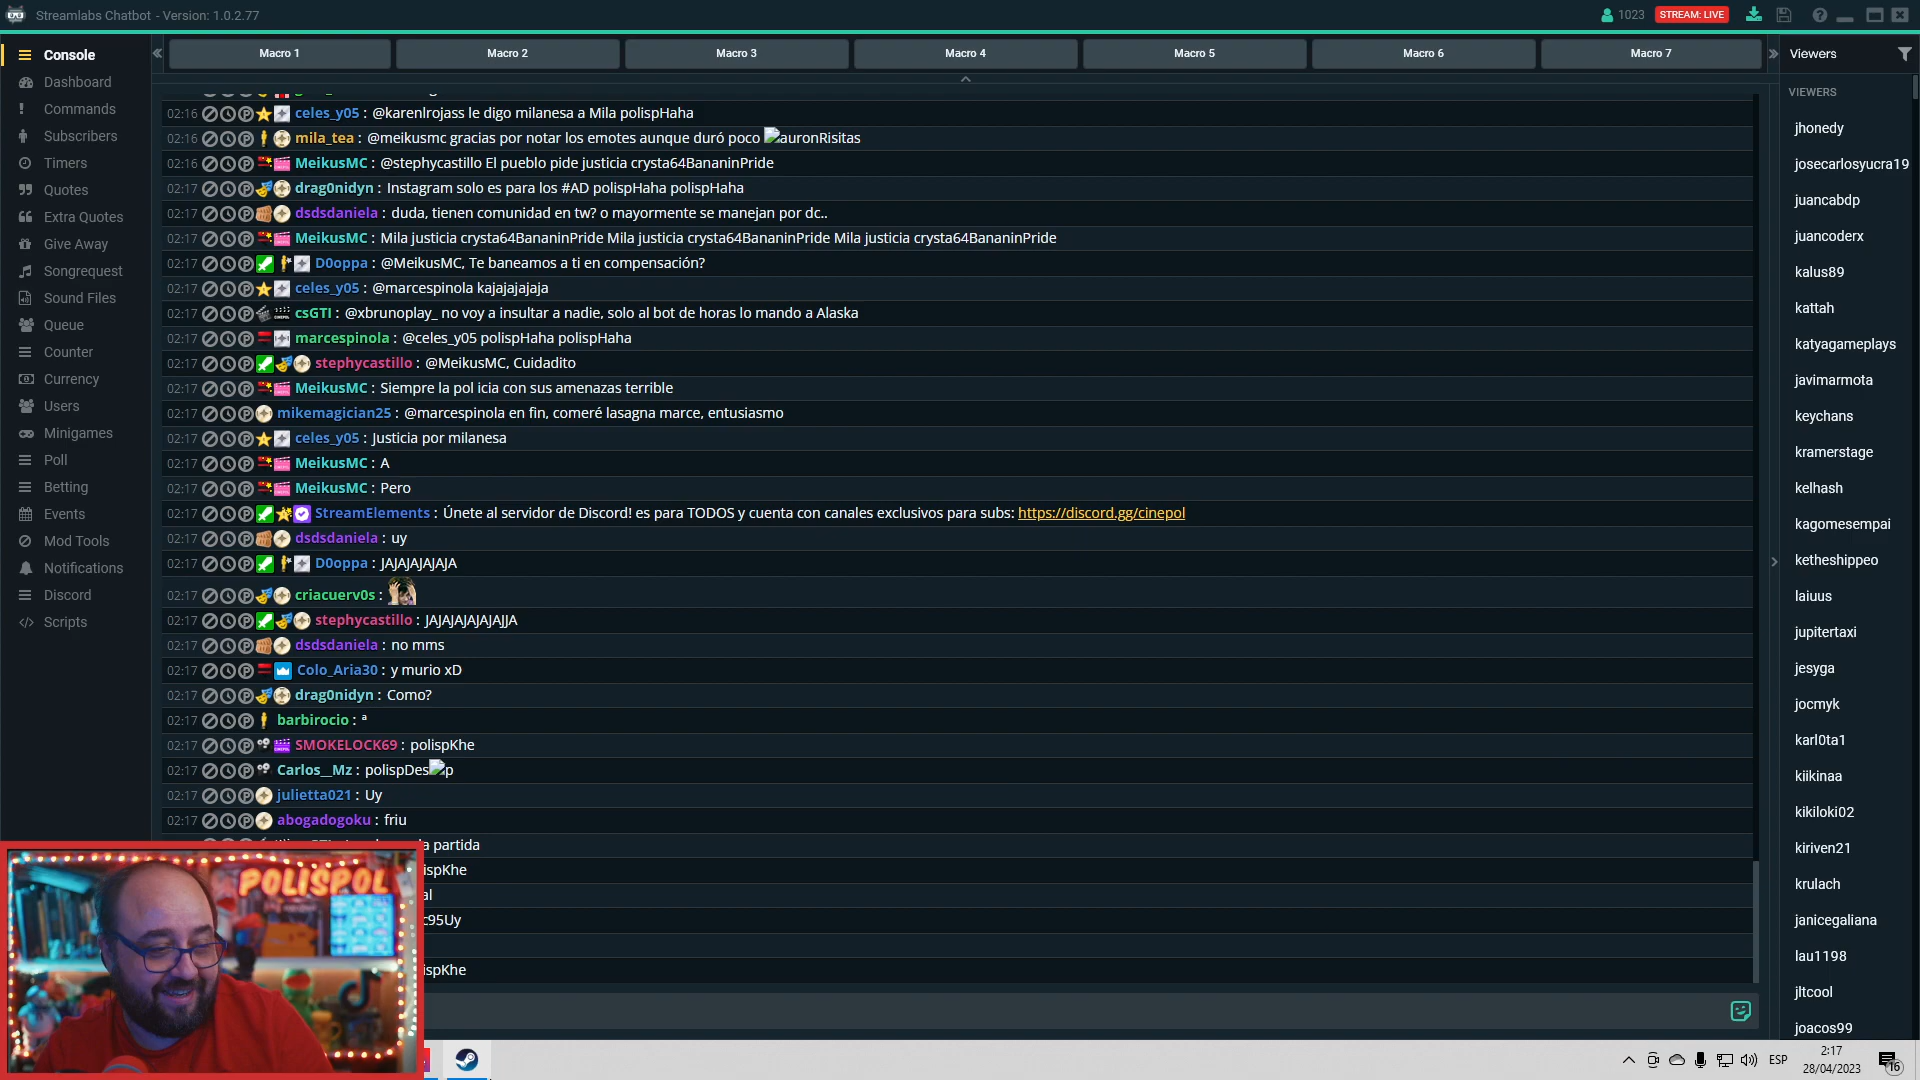 Streamlabs Chatbot - Version: 1.0.2.77
1023
STREAM: LIVE
Console
Dashboard
Commands
Subscribers
Timers
Quotes
Extra Quotes
Give Away
Songrequest
Sound Files
Queue
Counter
Currency
Users
Minigames
Poll
Betting
Events
Mod Tools
Notifications
Discord
Scripts
Macro 1
Macro 2
Macro 3
Macro 4
Macro 5
Macro 6
Macro 7
02:16 celes_y05 : @karenlrojass le digo milanesa a Mila polispHaha
02:16 mila_tea : @meikusmc gracias por notar los emotes aunque duró poco auronRisitas
02:16 MeikusMC : @stephycastillo El pueblo pide justicia crysta64BananinPride
02:17 drag0nidyn : Instagram solo es para los #AD polispHaha polispHaha
02:17 dsdsdaniela : duda, tienen comunidad en tw? o mayormente se manejan por dc..
02:17 MeikusMC : Mila justicia crysta64BananinPride Mila justicia crysta64BananinPride Mila justicia crysta64BananinPride
02:17 D0oppa : @MeikusMC, Te baneamos a ti en compensación?
02:17 celes_y05 : @marcespinola kajajajajaja
02:17 csGTI : @xbrunoplay_ no voy a insultar a nadie, solo al bot de horas lo mando a Alaska
02:17 marcespinola : @celes_y05 polispHaha polispHaha
02:17 stephycastillo : @MeikusMC, Cuidadito
02:17 MeikusMC : Siempre la pol icia con sus amenazas terrible
02:17 mikemagician25 : @marcespinola en fin, comeré lasagna marce, entusiasmo
02:17 celes_y05 : Justicia por milanesa
02:17 MeikusMC : A
02:17 MeikusMC : Pero
02:17 StreamElements : Únete al servidor de Discord! es para TODOS y cuenta con canales exclusivos para subs: https://discord.gg/cinepol
02:17 dsdsdaniela : uy
02:17 D0oppa : JAJAJAJAJAJA
02:17 criacuerv0s :
02:17 stephycastillo : JAJAJAJAJAJAJJA
02:17 dsdsdaniela : no mms
02:17 Colo_Aria30 : y murio xD
02:17 drag0nidyn : Como?
02:17 barbirocio : ª
02:17 SMOKELOCK69 : polispKhe
02:17 Carlos__Mz : polispDesp
02:17 julietta021 : Uy
02:17 abogadogoku : friu
a partida
ispKhe
al
c95Uy
ispKhe
POLISPOL
Viewers
VIEWERS
jhonedy
josecarlosyucra19
juancabdp
juancoderx
kalus89
kattah
katyagameplays
javimarmota
keychans
kramerstage
kelhash
kagomesempai
ketheshippeo
laiuus
jupitertaxi
jesyga
jocmyk
karl0ta1
kiikinaa
kikiloki02
kiriven21
krulach
janicegaliana
lau1198
jltcool
joacos99
ESP
2:17
28/04/2023
16